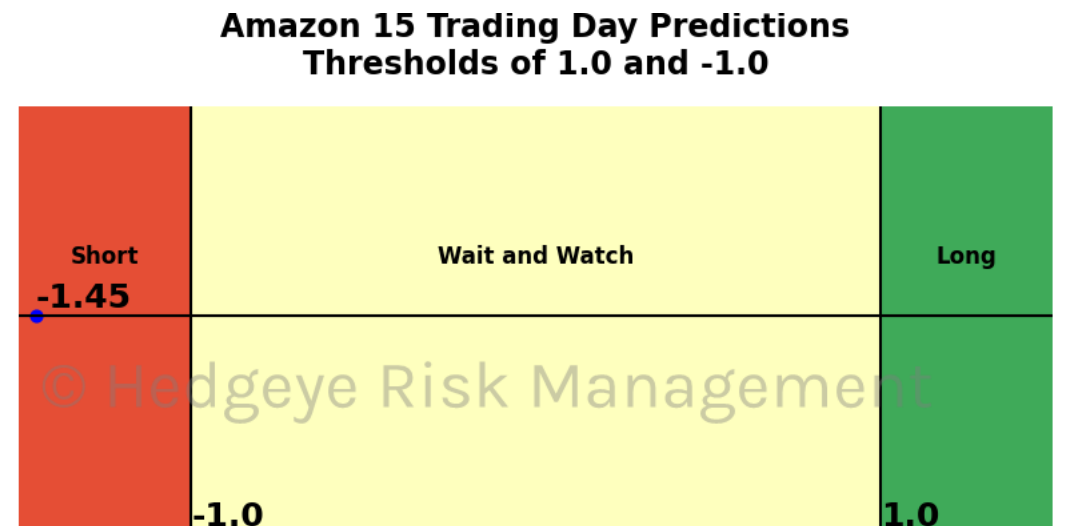 Amazon 15 Trading Day Predictions
Thresholds of 1.0 and -1.0
Short
Wait and Watch
Long
-1.45
© Hedgeye Risk Management
-1.0
1.0